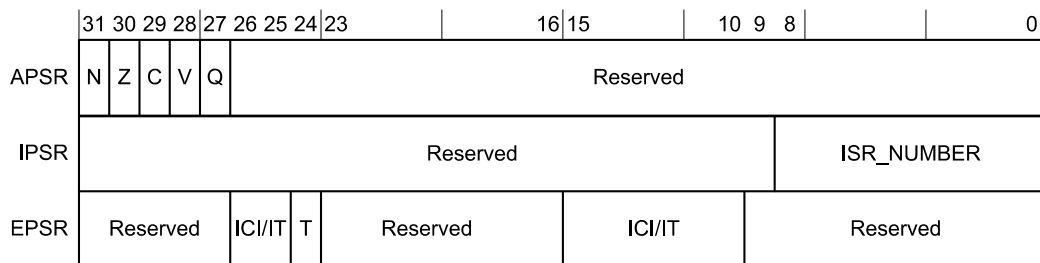 31 30 29 28 27 26 25 24 23 16 15 10 9 8 0
APSR N Z C V Q Reserved
IPSR Reserved ISR_NUMBER
EPSR Reserved ICI/IT T Reserved ICI/IT Reserved